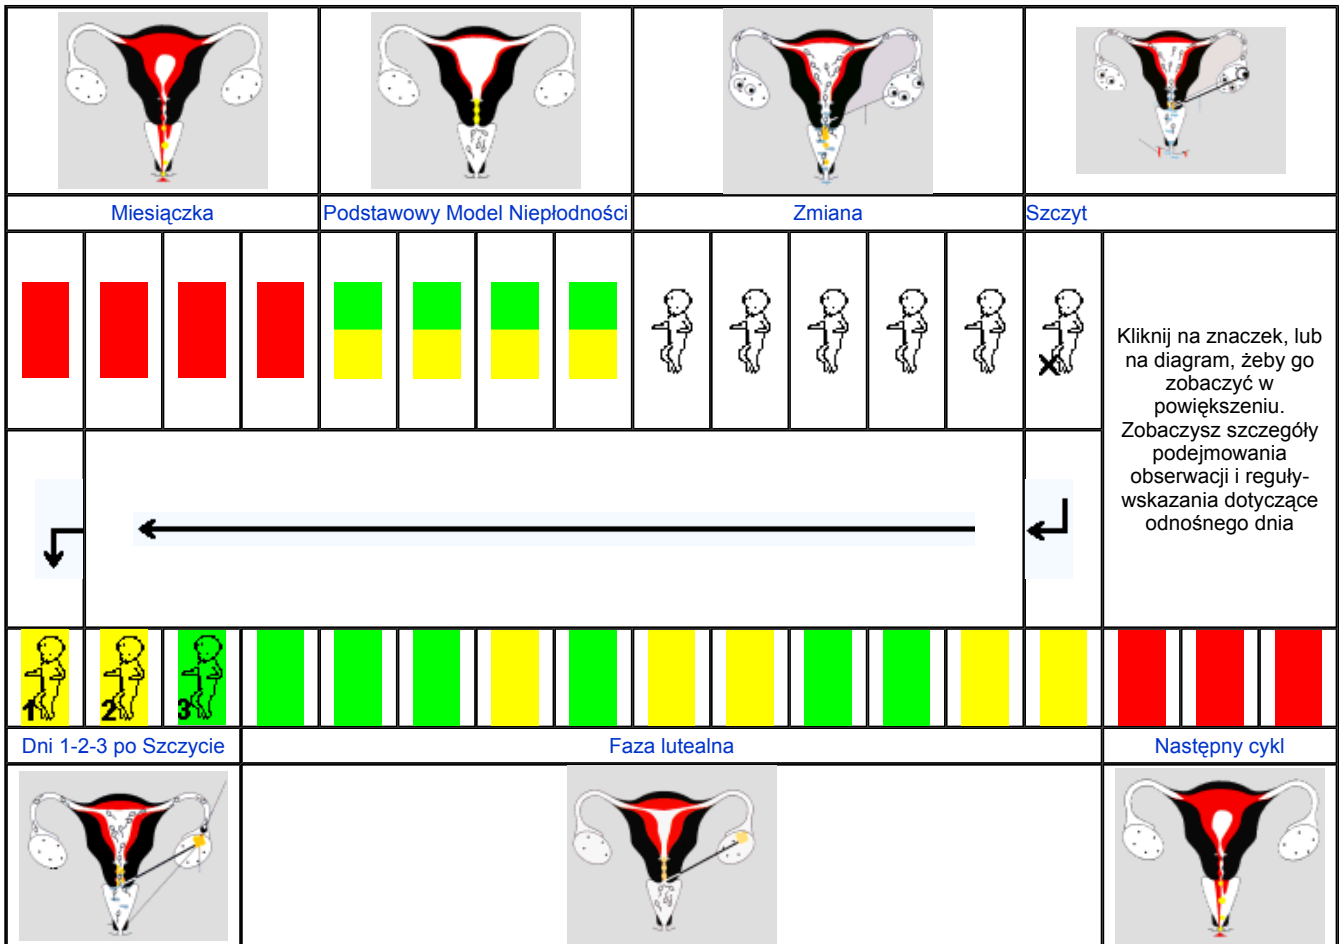 Miesiączka
Podstawowy Model Niepłodności
Zmiana
Szczyt
Kliknij na znaczek, lub
na diagram, żeby go
zobaczyć w
powiększeniu.
Zobaczysz szczegóły
podejmowania
obserwacji i reguły-
wskazania dotyczące
odnośnego dnia
1
2
3
Dni 1-2-3 po Szczycie
Faza lutealna
Następny cykl